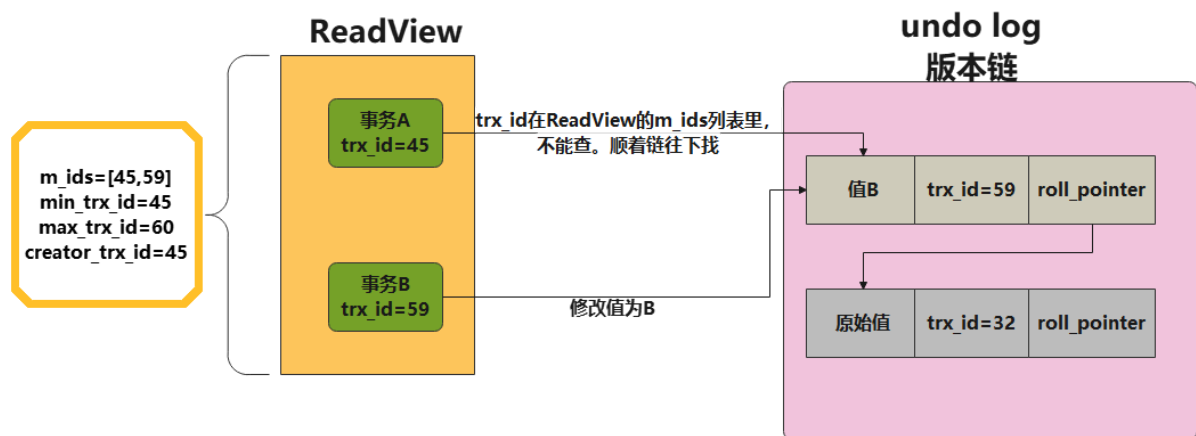 ReadView
undo log
版本链
m_ids=[45,59]
min_trx_id=45
max_trx_id=60
creator_trx_id=45
事务A
trx_id=45
trx_id在ReadView的m_ids列表里，
不能查。顺着链往下找
值B
trx_id=59
roll_pointer
事务B
trx_id=59
修改值为B
原始值
trx_id=32
roll_pointer